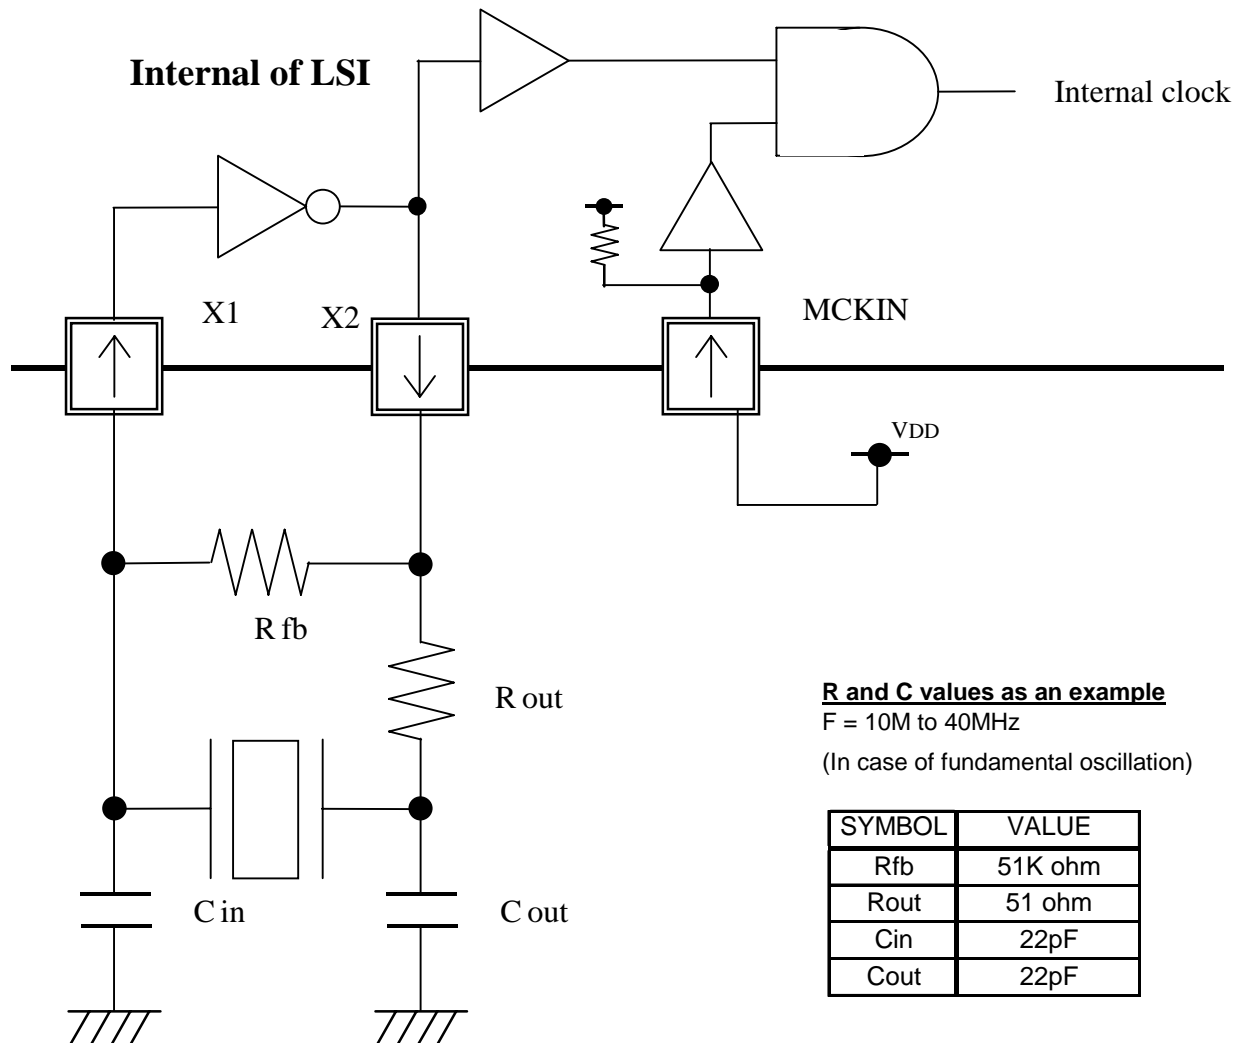 Internal of LSI
Internal clock
X1
X2
MCKIN
VDD
R fb
R out
C in
C out
R and C values as an example
F = 10M to 40MHz
(In case of fundamental oscillation)
SYMBOL VALUE
Rfb 51K ohm
Rout 51 ohm
Cin 22pF
Cout 22pF